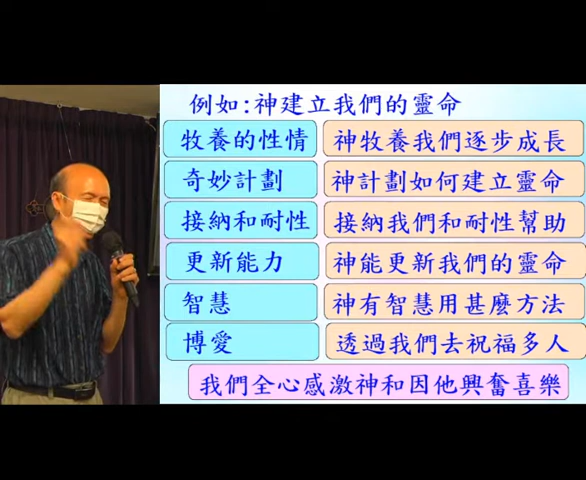 例如:神建立我們的靈命
牧養的性情 神牧養我們逐步成長
奇妙計劃 神計劃如何建立靈命
接納和耐性 接納我們和耐性幫助
更新能力 神能更新我們的靈命
智慧 神有智慧用甚麼方法
博愛 透過我們去祝福多人
我們全心感激神和因他興奮喜樂